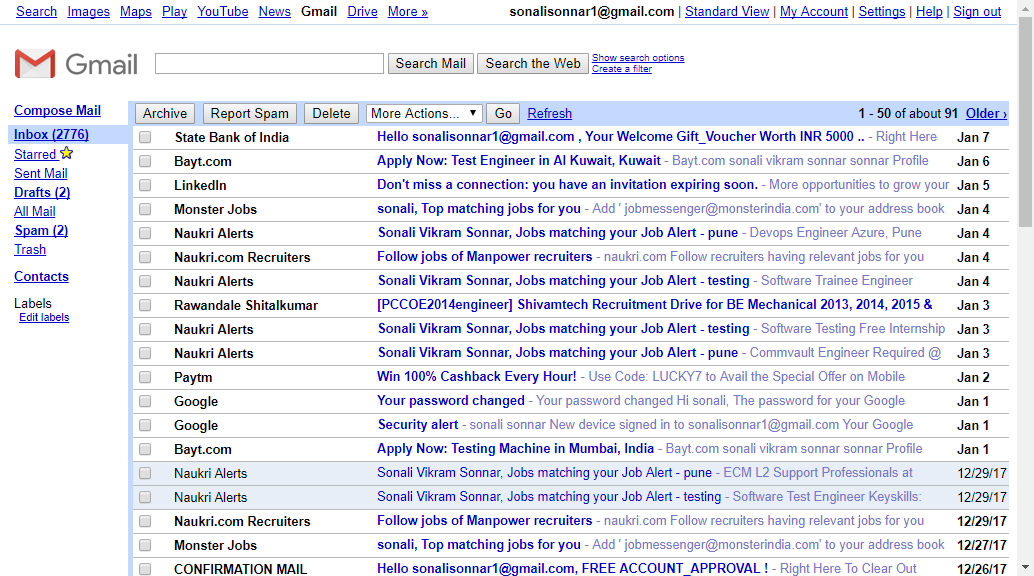 Search Images Maps Play YouTube News Gmail Drive More » sonalisonnar1@gmail.com | Standard View | My Account | Settings | Help | Sign out
Gmail Search Mail Search the Web Show search options
Create a filter
Compose Mail
Inbox (2776)
Starred
Sent Mail
Drafts (2)
All Mail
Spam (2)
Trash
Contacts
Labels
Edit labels
Archive Report Spam Delete More Actions... Go Refresh 1 - 50 of about 91 Older ›
State Bank of India Hello sonalisonnar1@gmail.com , Your Welcome Gift_Voucher Worth INR 5000 .. - Right Here Jan 7
Bayt.com Apply Now: Test Engineer in Al Kuwait, Kuwait - Bayt.com sonali vikram sonnar sonnar Profile Jan 6
LinkedIn Don't miss a connection: you have an invitation expiring soon. - More opportunities to grow your Jan 5
Monster Jobs sonali, Top matching jobs for you - Add ' jobmessenger@monsterindia.com' to your address book Jan 4
Naukri Alerts Sonali Vikram Sonnar, Jobs matching your Job Alert - pune - Devops Engineer Azure, Pune Jan 4
Naukri.com Recruiters Follow jobs of Manpower recruiters - naukri.com Follow recruiters having relevant jobs for you Jan 4
Naukri Alerts Sonali Vikram Sonnar, Jobs matching your Job Alert - testing - Software Trainee Engineer Jan 4
Rawandale Shitalkumar [PCCOE2014engineer] Shivamtech Recruitment Drive for BE Mechanical 2013, 2014, 2015 & Jan 3
Naukri Alerts Sonali Vikram Sonnar, Jobs matching your Job Alert - testing - Software Testing Free Internship Jan 3
Naukri Alerts Sonali Vikram Sonnar, Jobs matching your Job Alert - pune - Commvault Engineer Required @ Jan 3
Paytm Win 100% Cashback Every Hour! - Use Code: LUCKY7 to Avail the Special Offer on Mobile Jan 2
Google Your password changed - Your password changed Hi sonali, The password for your Google Jan 1
Google Security alert - sonali sonnar New device signed in to sonalisonnar1@gmail.com Your Google Jan 1
Bayt.com Apply Now: Testing Machine in Mumbai, India - Bayt.com sonali vikram sonnar sonnar Profile Jan 1
Naukri Alerts Sonali Vikram Sonnar, Jobs matching your Job Alert - pune - ECM L2 Support Professionals at 12/29/17
Naukri Alerts Sonali Vikram Sonnar, Jobs matching your Job Alert - testing - Software Test Engineer Keyskills: 12/29/17
Naukri.com Recruiters Follow jobs of Manpower recruiters - naukri.com Follow recruiters having relevant jobs for you 12/29/17
Monster Jobs sonali, Top matching jobs for you - Add ' jobmessenger@monsterindia.com' to your address book 12/27/17
CONFIRMATION MAIL Hello sonalisonnar1@gmail.com, FREE ACCOUNT_APPROVAL ! - Right Here To Clear Out 12/26/17